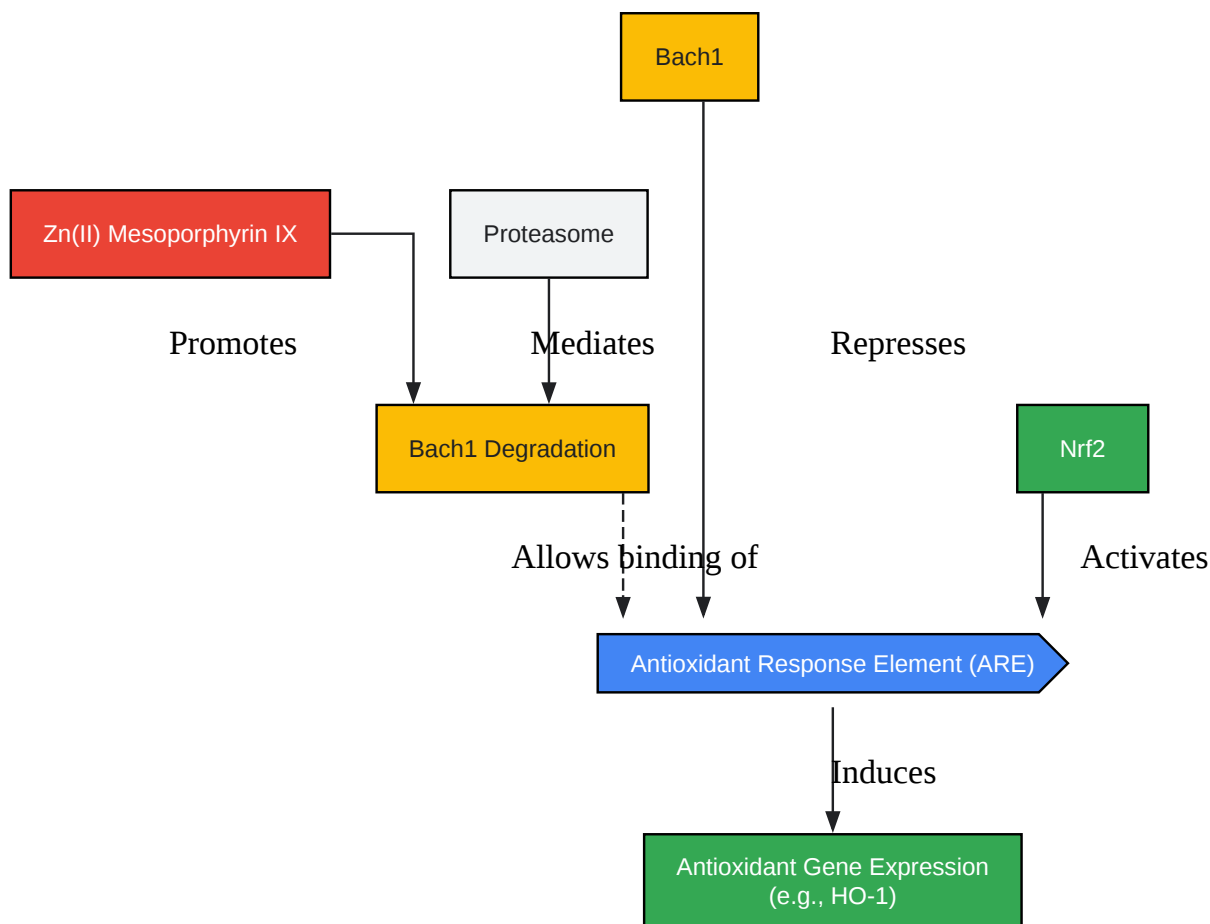 Bach1
Zn(II) Mesoporphyrin IX
Proteasome
Promotes
Mediates
Represses
Bach1 Degradation
Nrf2
Allows binding of
Activates
Antioxidant Response Element (ARE)
Induces
Antioxidant Gene Expression
(e.g., HO-1)